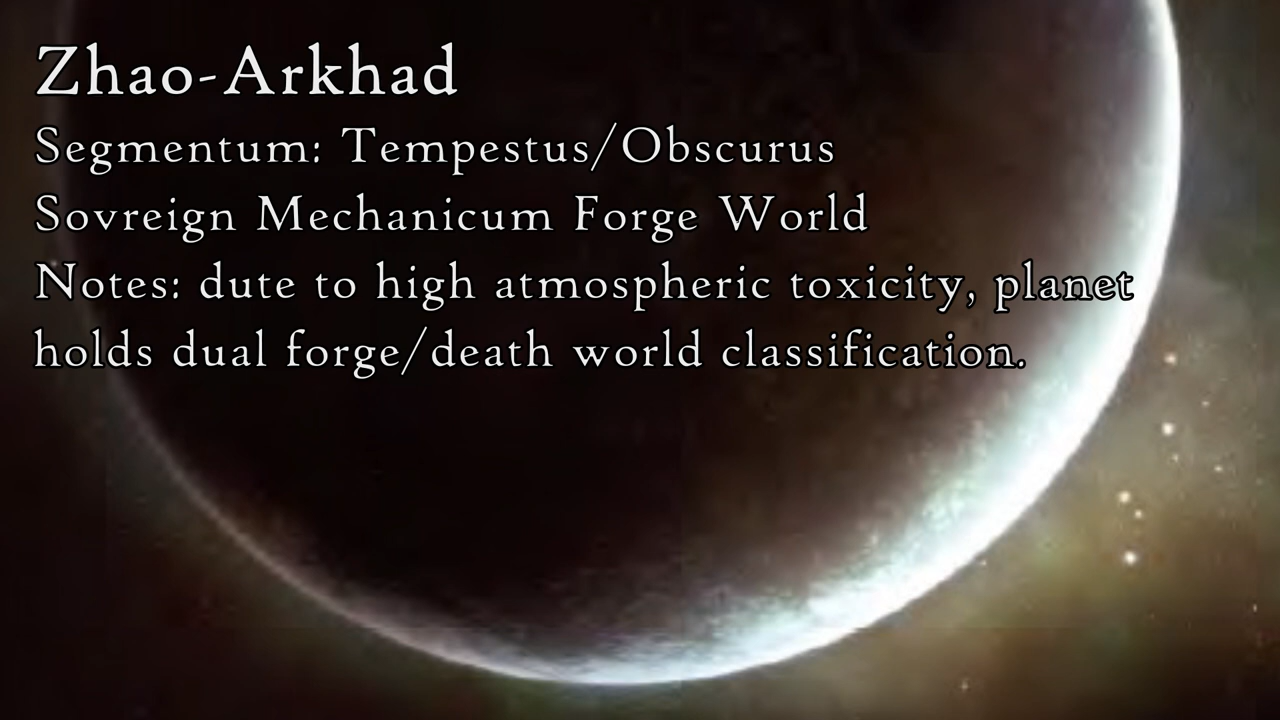 Zhao-Arkhad
Segmentum: Tempestus/Obscurus
Sovreign Mechanicum Forge World
Notes: dute to high atmospheric toxicity, planet
holds dual forge/death world classification.